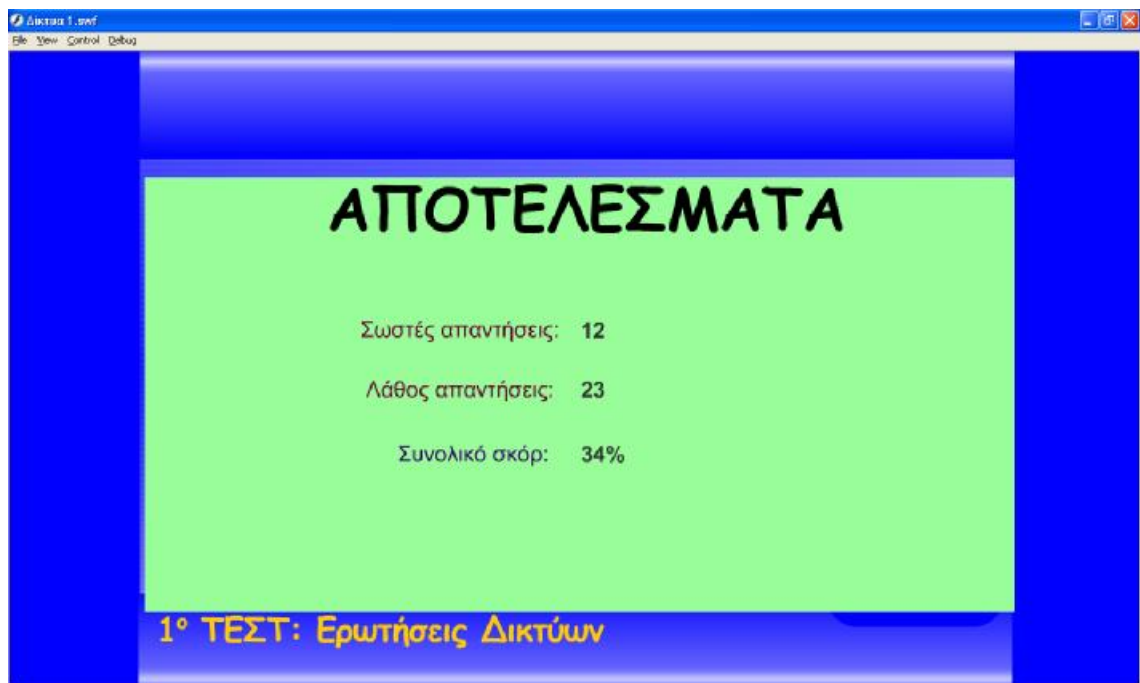 Δίκτυα 1.swf
File View Control Debug
ΑΠΟΤΕΛΕΣΜΑΤΑ
Σωστές απαντήσεις: 12
Λάθος απαντήσεις: 23
Συνολικό σκόρ: 34%
1° ΤΕΣΤ: Ερωτήσεις Δικτύων